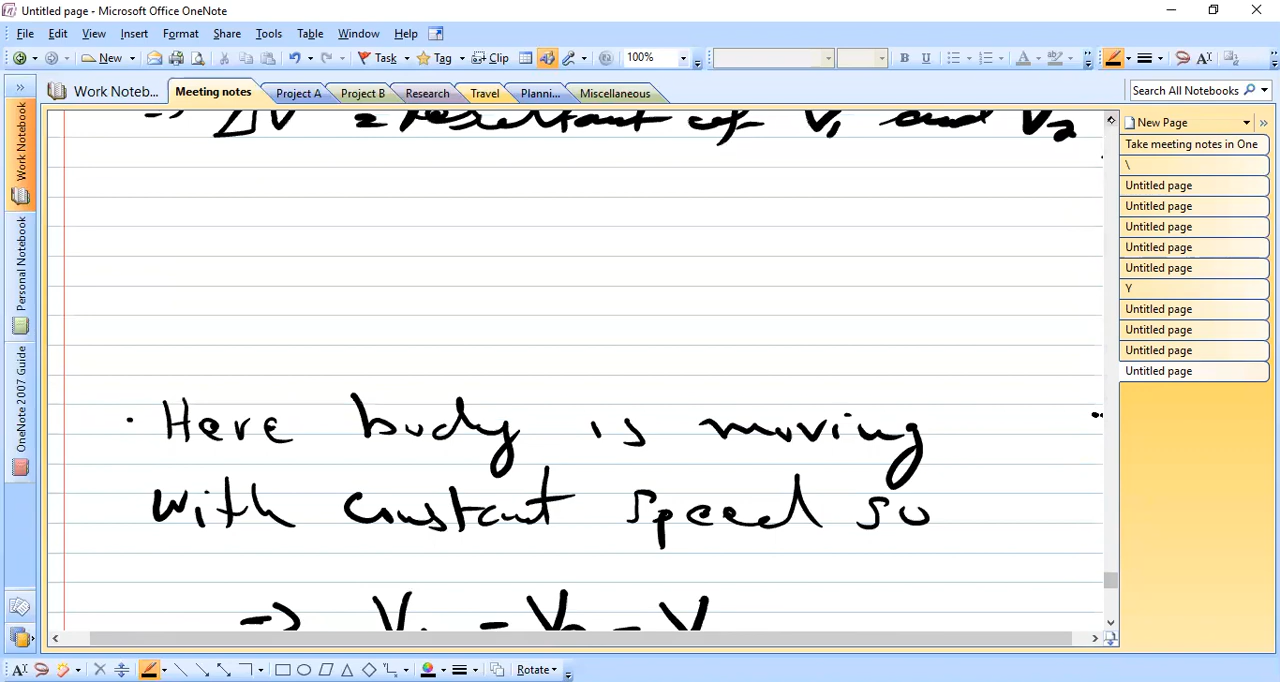 Untitled page - Microsoft Office OneNote
File Edit View Insert Format Share Tools Table Window Help
New Task Tag Clip 100% B U A
Work Noteb... Meeting notes Project A Project B Research Travel Planni... Miscellaneous Search All Notebooks
Work Notebook
Personal Notebook
OneNote 2007 Guide
→ ΔV = resultant of V₁ and V₂
· Here body is moving
with constant speed so
→ V₁ = V₂ = V
New Page
Take meeting notes in One
\
Untitled page
Untitled page
Untitled page
Untitled page
Untitled page
Y
Untitled page
Untitled page
Untitled page
Untitled page
A Rotate